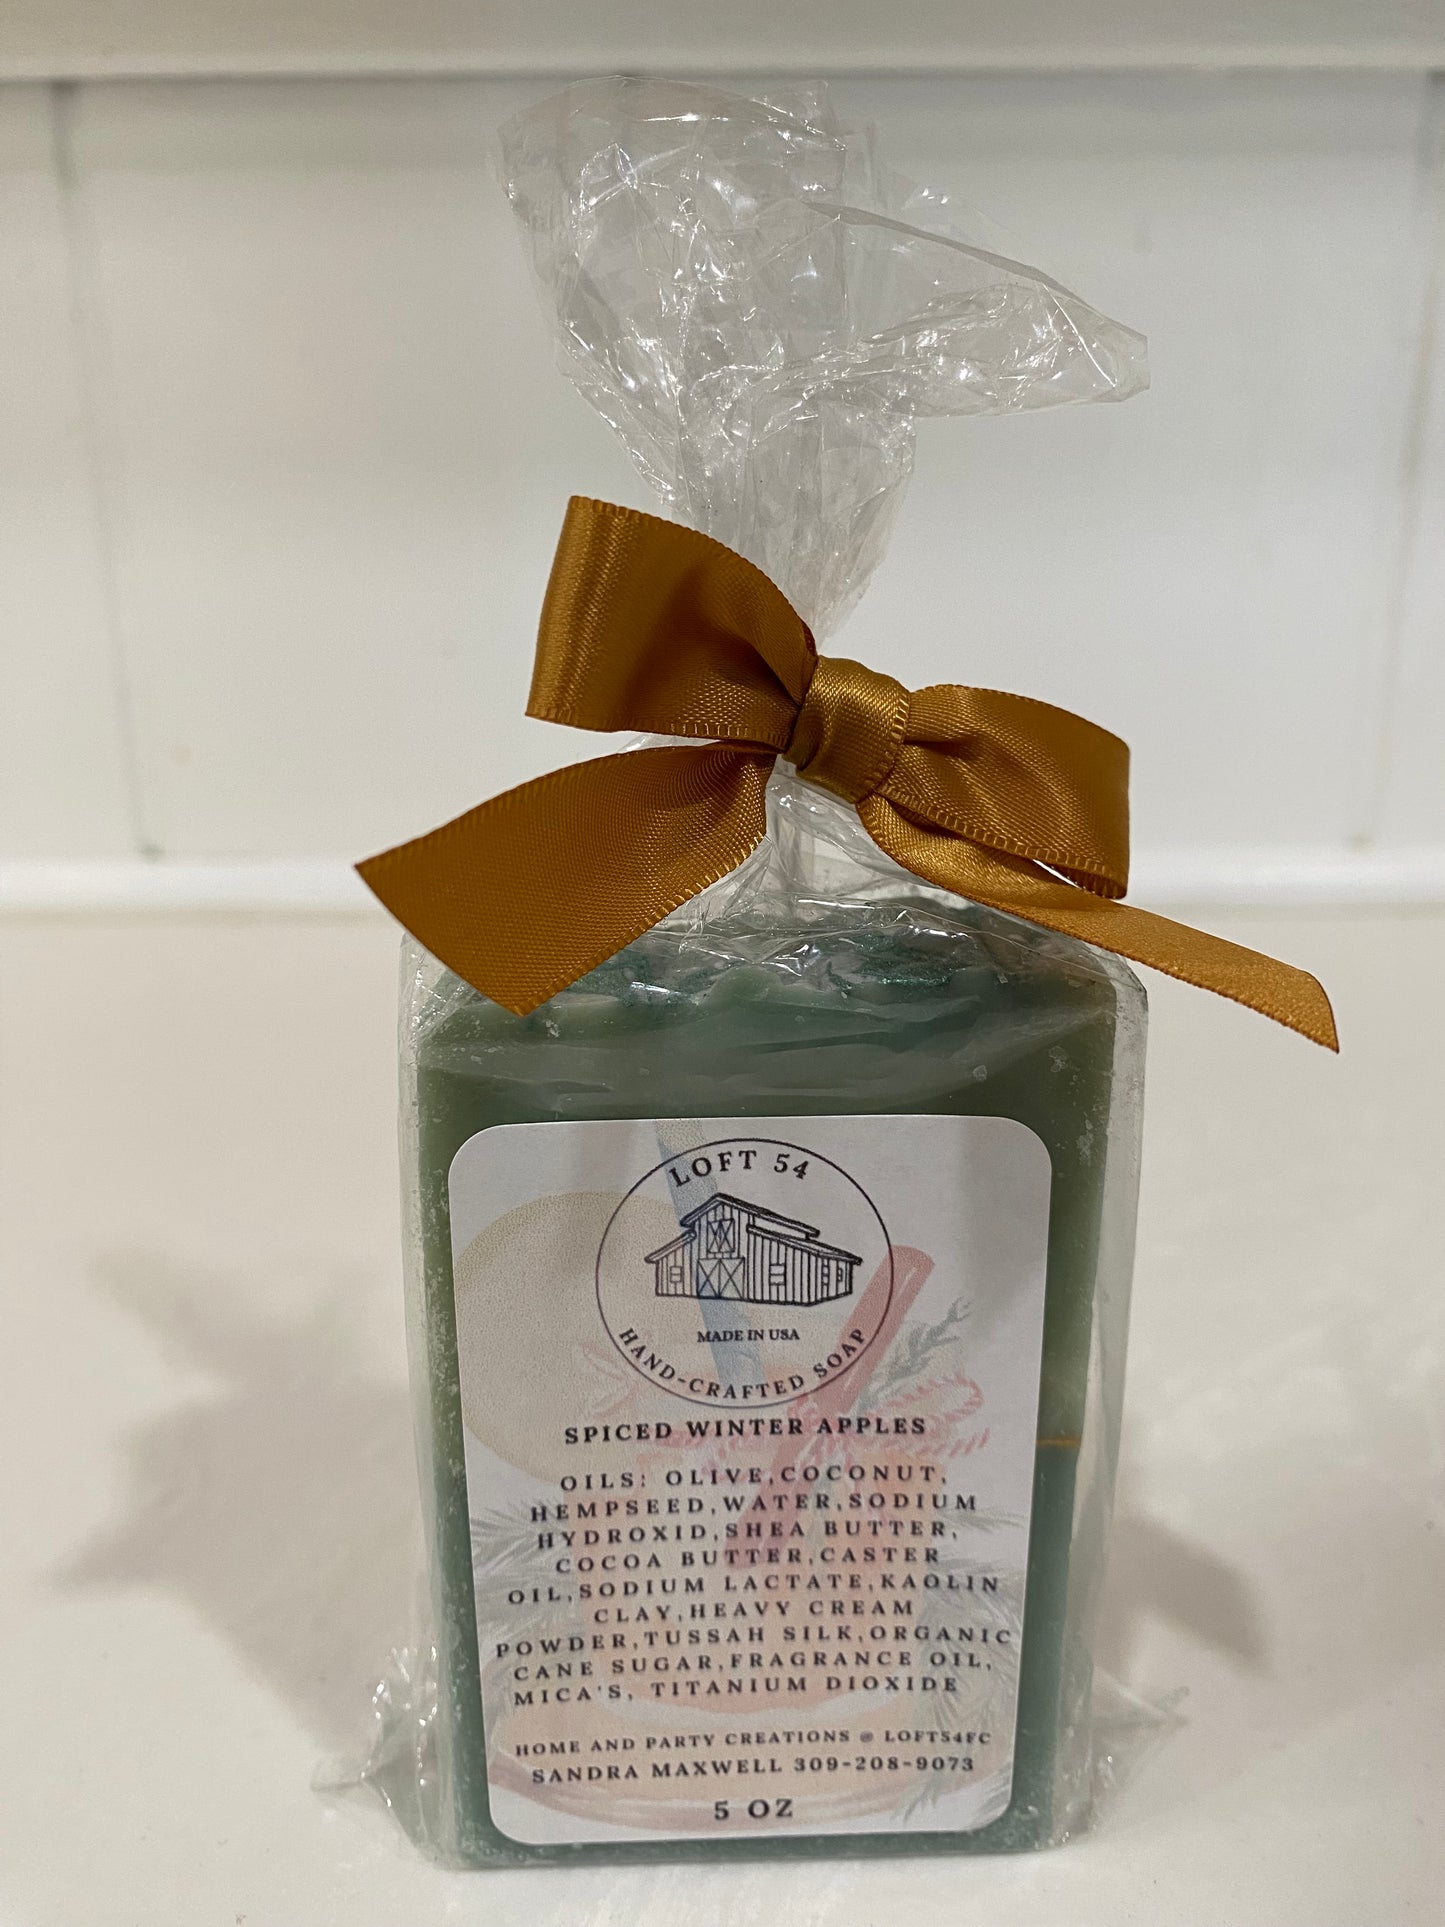 LOFT 54
MADE IN USA
HAND-CRAFTED SOAP
SPICED WINTER APPLES
OILS: OLIVE,COCONUT,
HEMPSEED,WATER,SODIUM
HYDROXID,SHEA BUTTER,
COCOA BUTTER,CASTER
OIL,SODIUM LACTATE,KAOLIN
CLAY,HEAVY CREAM
POWDER,TUSSAH SILK,ORGANIC
CANE SUGAR,FRAGRANCE OIL,
MICA'S, TITANIUM DIOXIDE
HOME AND PARTY CREATIONS @ LOFT54FC
SANDRA MAXWELL 309-208-9073
5 OZ